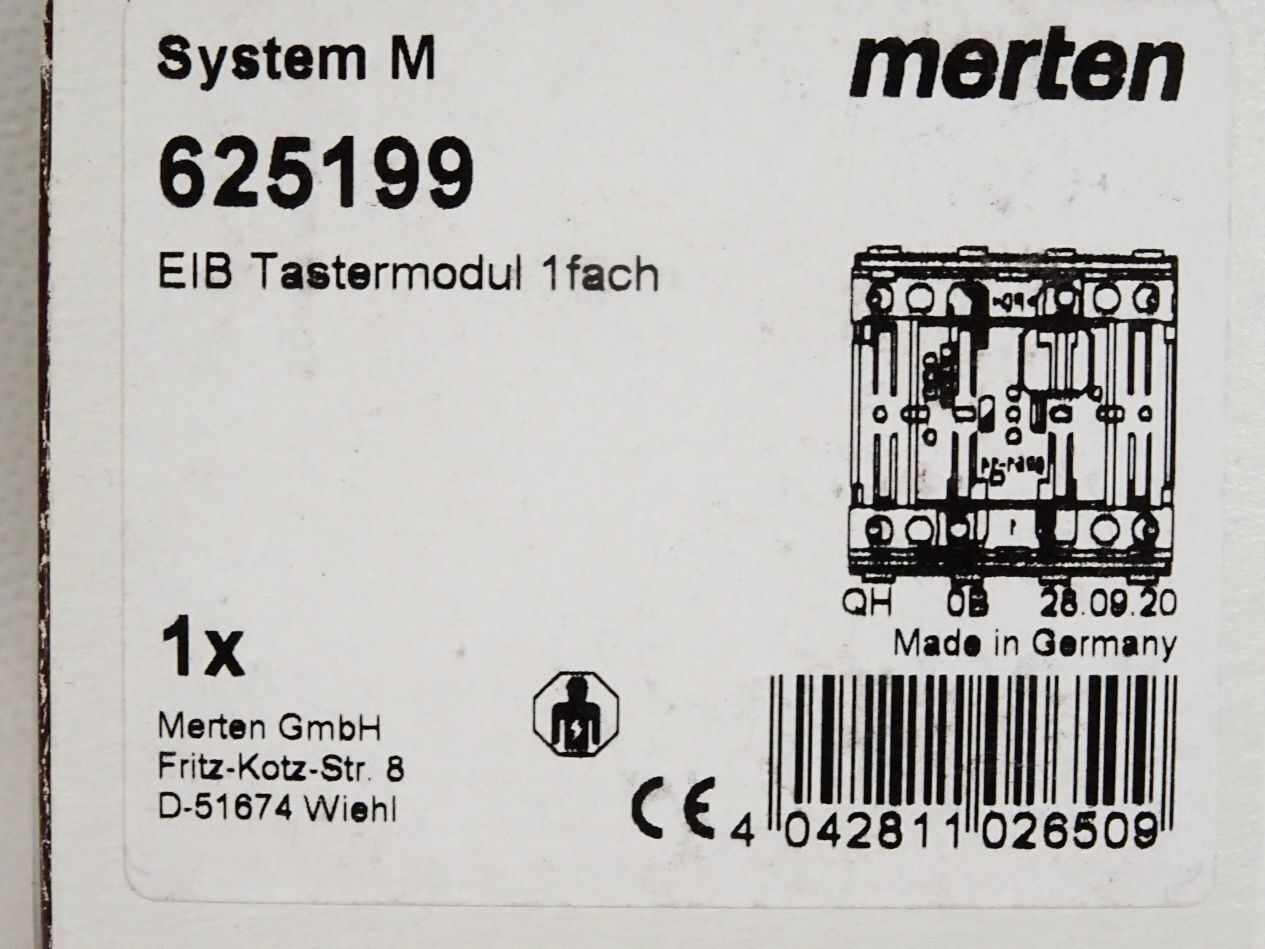 System M
merten
625199
EIB Tastermodul 1fach
QH 0B 28.09.20
Made in Germany
1x
Merten GmbH
Fritz-Kotz-Str. 8
D-51674 Wiehl
CE
4 042811 026509